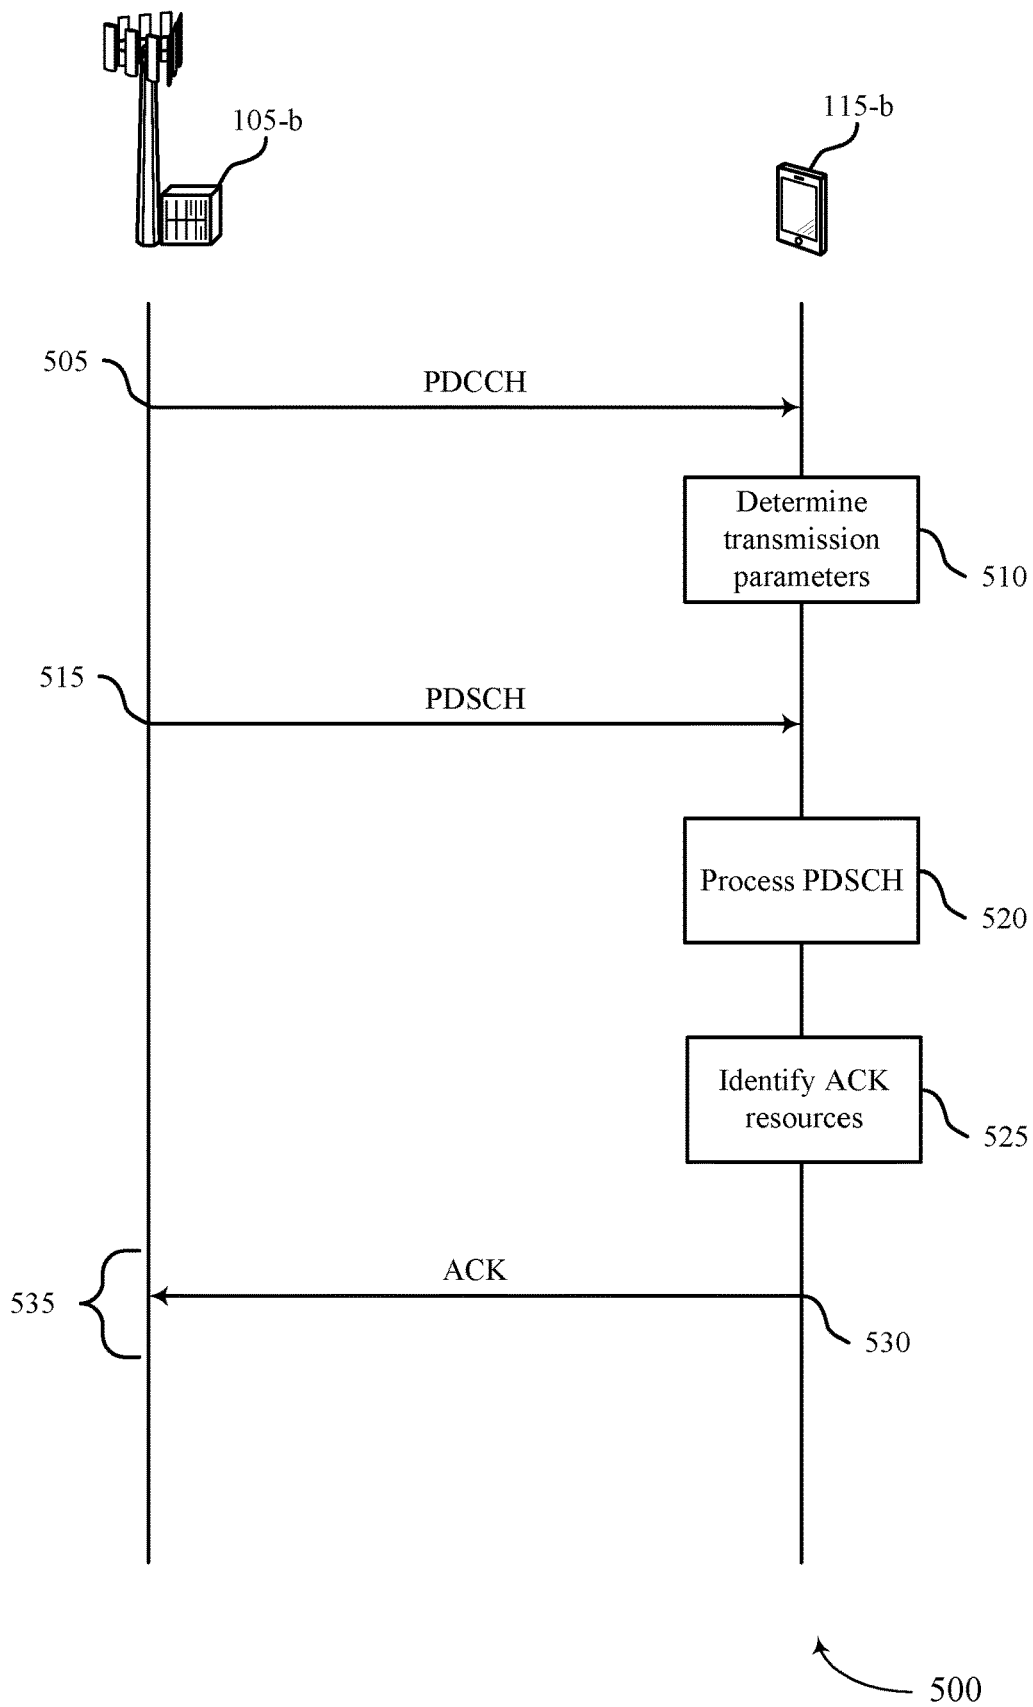 105-b
115-b
505
PDCCH
Determine
transmission
parameters
510
515
PDSCH
Process PDSCH
520
Identify ACK
resources
525
ACK
535
530
500